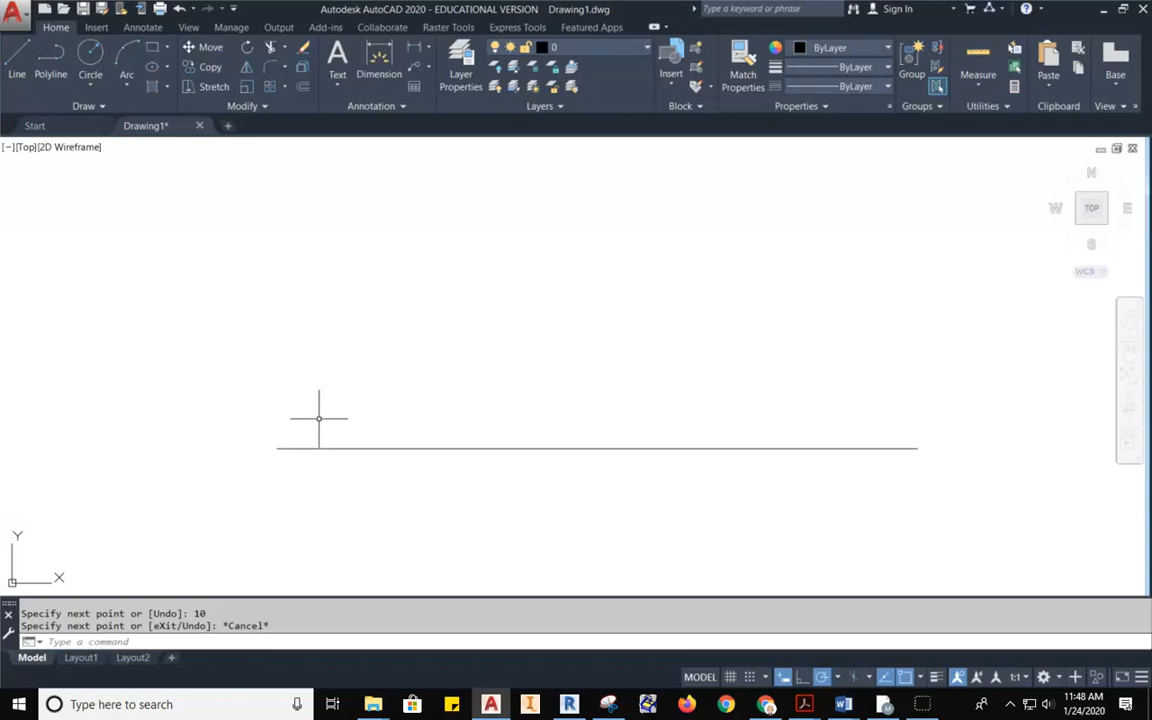 Autodesk AutoCAD 2020 - EDUCATIONAL VERSION Drawing1.dwg
Type a keyword or phrase
Sign In
Home Insert Annotate View Manage Output Add-ins Collaborate Raster Tools Express Tools Featured Apps
Line Polyline Circle Arc
Move
Copy
Stretch
Text Dimension
Layer
Properties
0
Insert
Match
Properties
ByLayer
ByLayer
ByLayer
Group
Measure
Paste
Base
Draw Modify Annotation Layers Block Properties Groups Utilities Clipboard View
Start Drawing1*
[−][Top][2D Wireframe]
N
W TOP E
S
WCS
Y
X
Specify next point or [Undo]: 10
Specify next point or [eXit/Undo]: *Cancel*
Type a command
Model Layout1 Layout2
MODEL 1:1
Type here to search
11:48 AM
1/24/2020